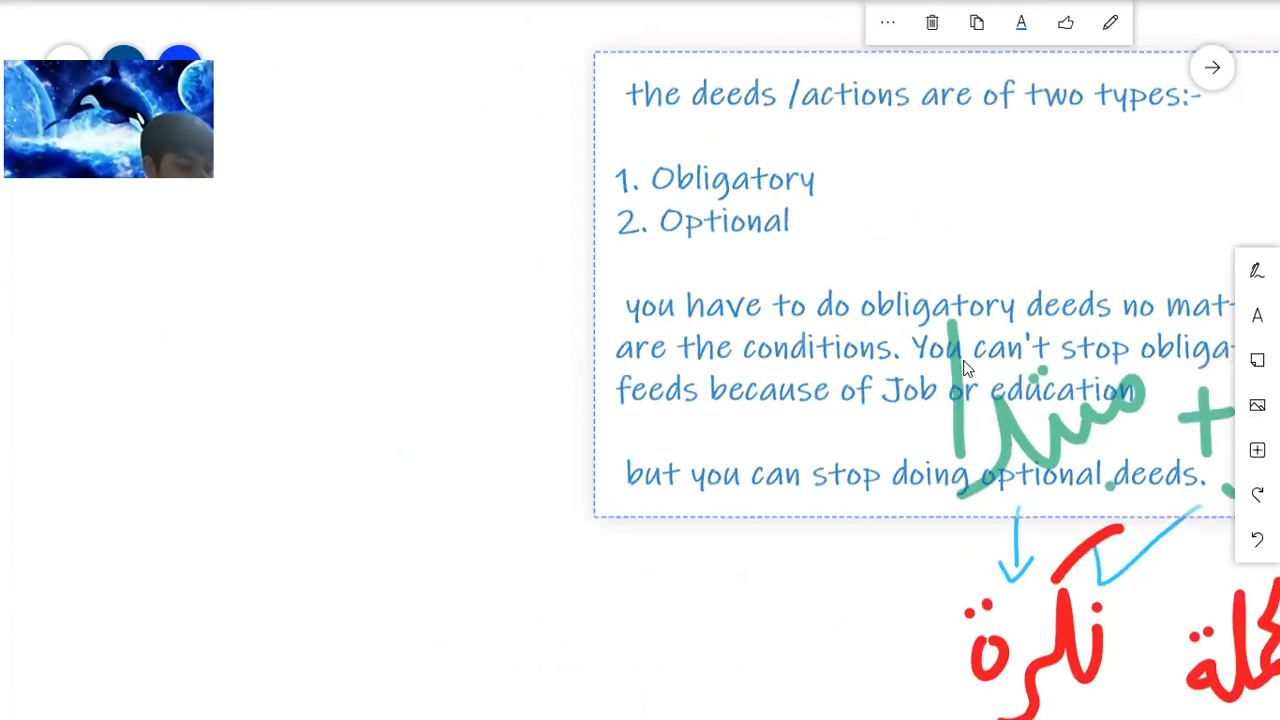 the deeds /actions are of two types:-
1. Obligatory
2. Optional
you have to do obligatory deeds no mat
are the conditions. You can't stop obliga
feeds because of Job or education
but you can stop doing optional deeds.
مبتدا +
نكرة